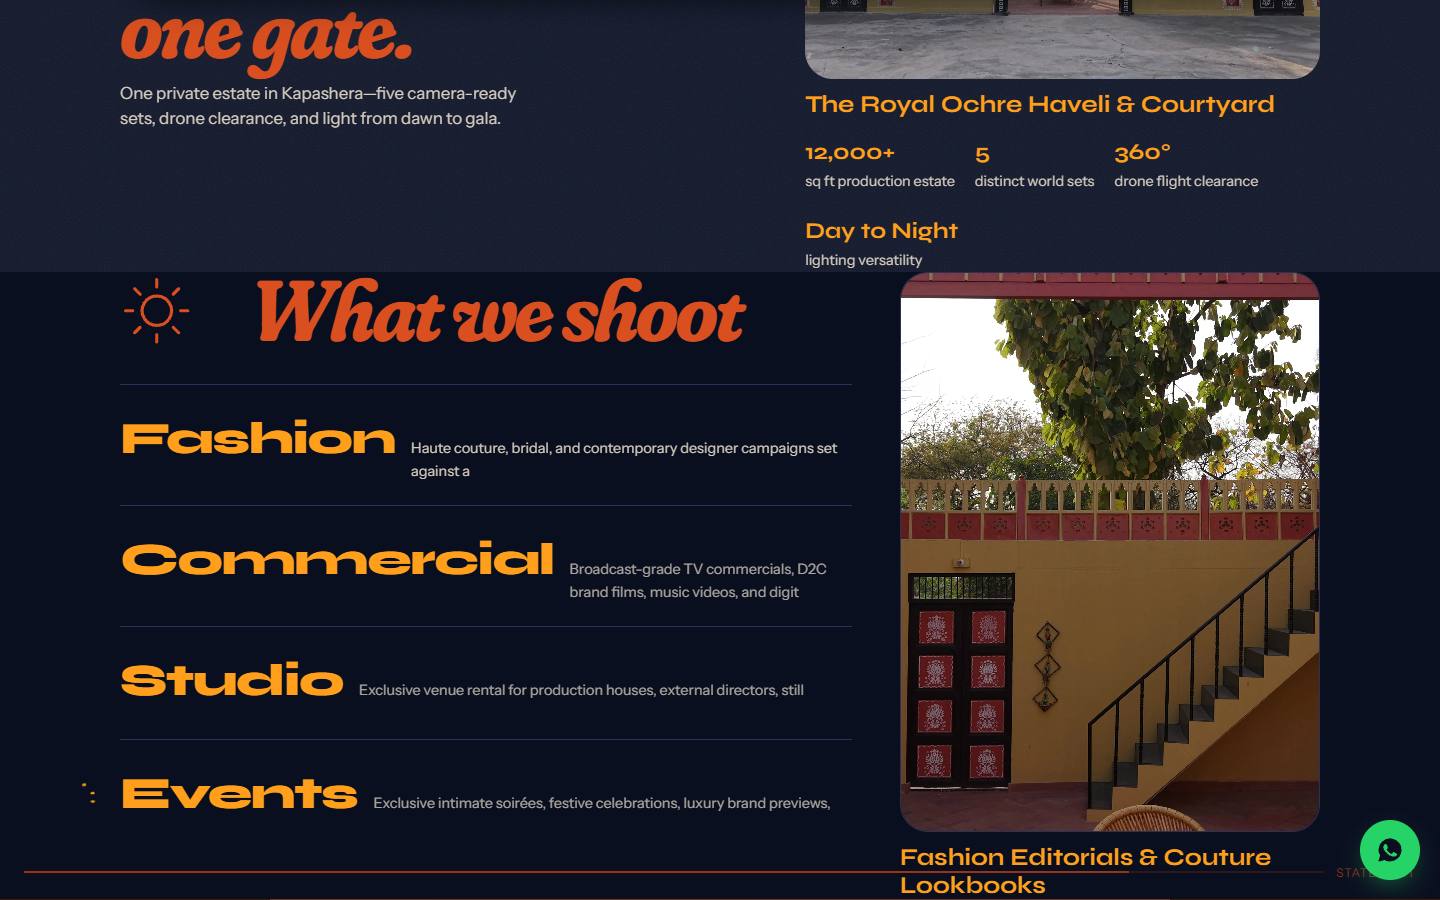 one gate.
One private estate in Kapashera—five camera-ready
sets, drone clearance, and light from dawn to gala.
The Royal Ochre Haveli & Courtyard
12,000+
sq ft production estate
5
distinct world sets
360°
drone flight clearance
Day to Night
lighting versatility
What we shoot
Fashion
Haute couture, bridal, and contemporary designer campaigns set
against a
Commercial
Broadcast-grade TV commercials, D2C
brand films, music videos, and digit
Studio
Exclusive venue rental for production houses, external directors, still
Events
Exclusive intimate soirées, festive celebrations, luxury brand previews,
Fashion Editorials & Couture
Lookbooks